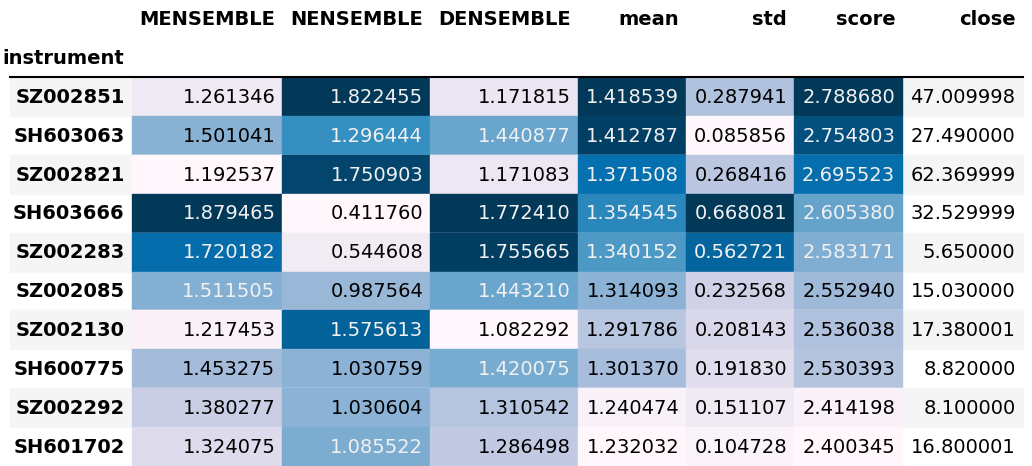 MENSEMBLE NENSEMBLE DENSEMBLE mean std score close
instrument
SZ002851 1.261346 1.822455 1.171815 1.418539 0.287941 2.788680 47.009998
SH603063 1.501041 1.296444 1.440877 1.412787 0.085856 2.754803 27.490000
SZ002821 1.192537 1.750903 1.171083 1.371508 0.268416 2.695523 62.369999
SH603666 1.879465 0.411760 1.772410 1.354545 0.668081 2.605380 32.529999
SZ002283 1.720182 0.544608 1.755665 1.340152 0.562721 2.583171 5.650000
SZ002085 1.511505 0.987564 1.443210 1.314093 0.232568 2.552940 15.030000
SZ002130 1.217453 1.575613 1.082292 1.291786 0.208143 2.536038 17.380001
SH600775 1.453275 1.030759 1.420075 1.301370 0.191830 2.530393 8.820000
SZ002292 1.380277 1.030604 1.310542 1.240474 0.151107 2.414198 8.100000
SH601702 1.324075 1.085522 1.286498 1.232032 0.104728 2.400345 16.800001